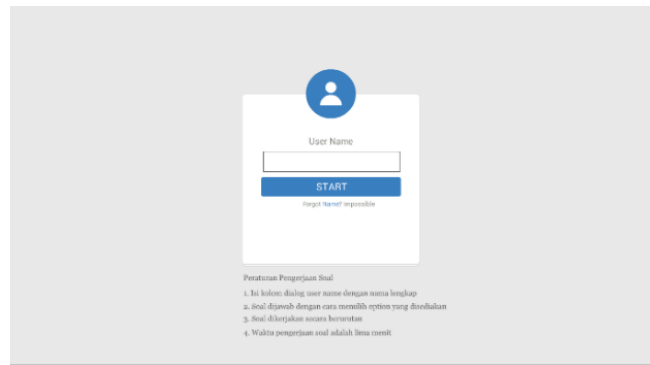 User Name
START
Forgot Name? Impossible
Peraturan Pengerjaan Soal
1. Isi kolom dialog user name dengan nama lengkap
2. Soal dijawab dengan cara memilih option yang disediakan
3. Soal dikerjakan secara berurutan
4. Waktu pengerjaan soal adalah lima menit